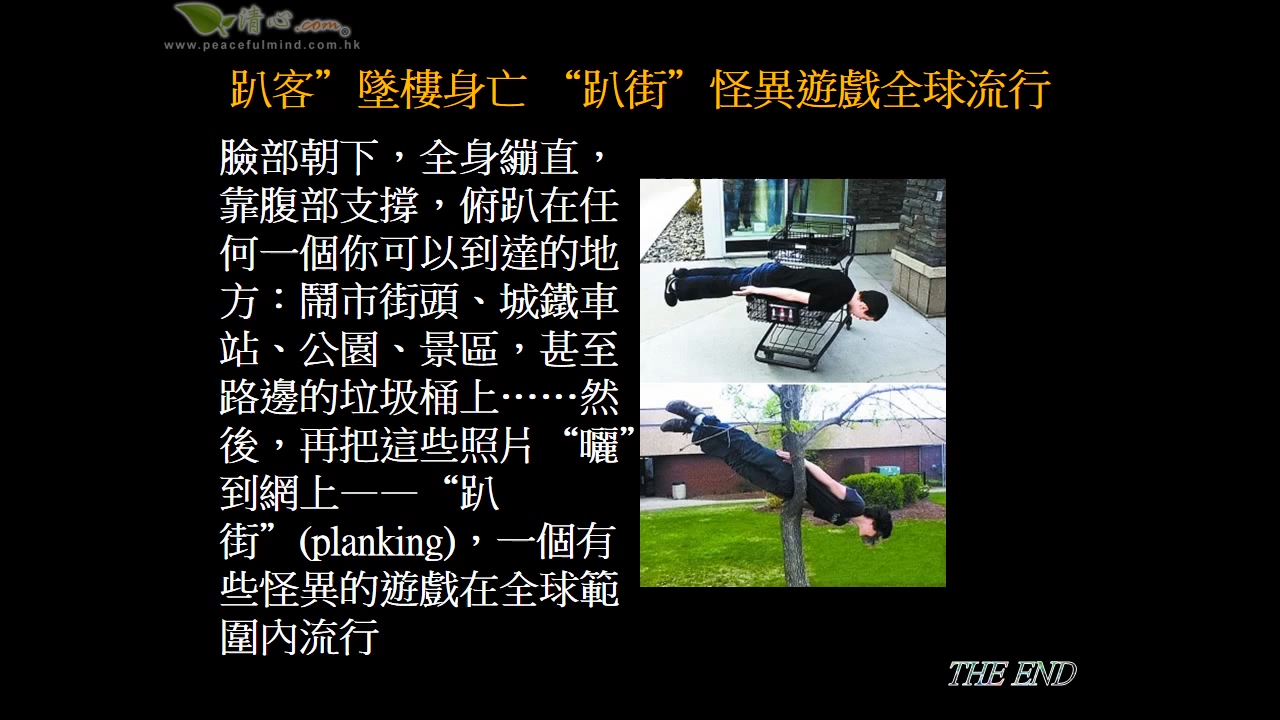 清心.com®
www.peacefulmind.com.hk
趴客”墜樓身亡 “趴街”怪異遊戲全球流行
臉部朝下，全身繃直，
靠腹部支撐，俯趴在任
何一個你可以到達的地
方：鬧市街頭、城鐵車
站、公園、景區，甚至
路邊的垃圾桶上……然
後，再把這些照片“曬”
到網上——“趴
街”(planking)，一個有
些怪異的遊戲在全球範
圍內流行
THE END